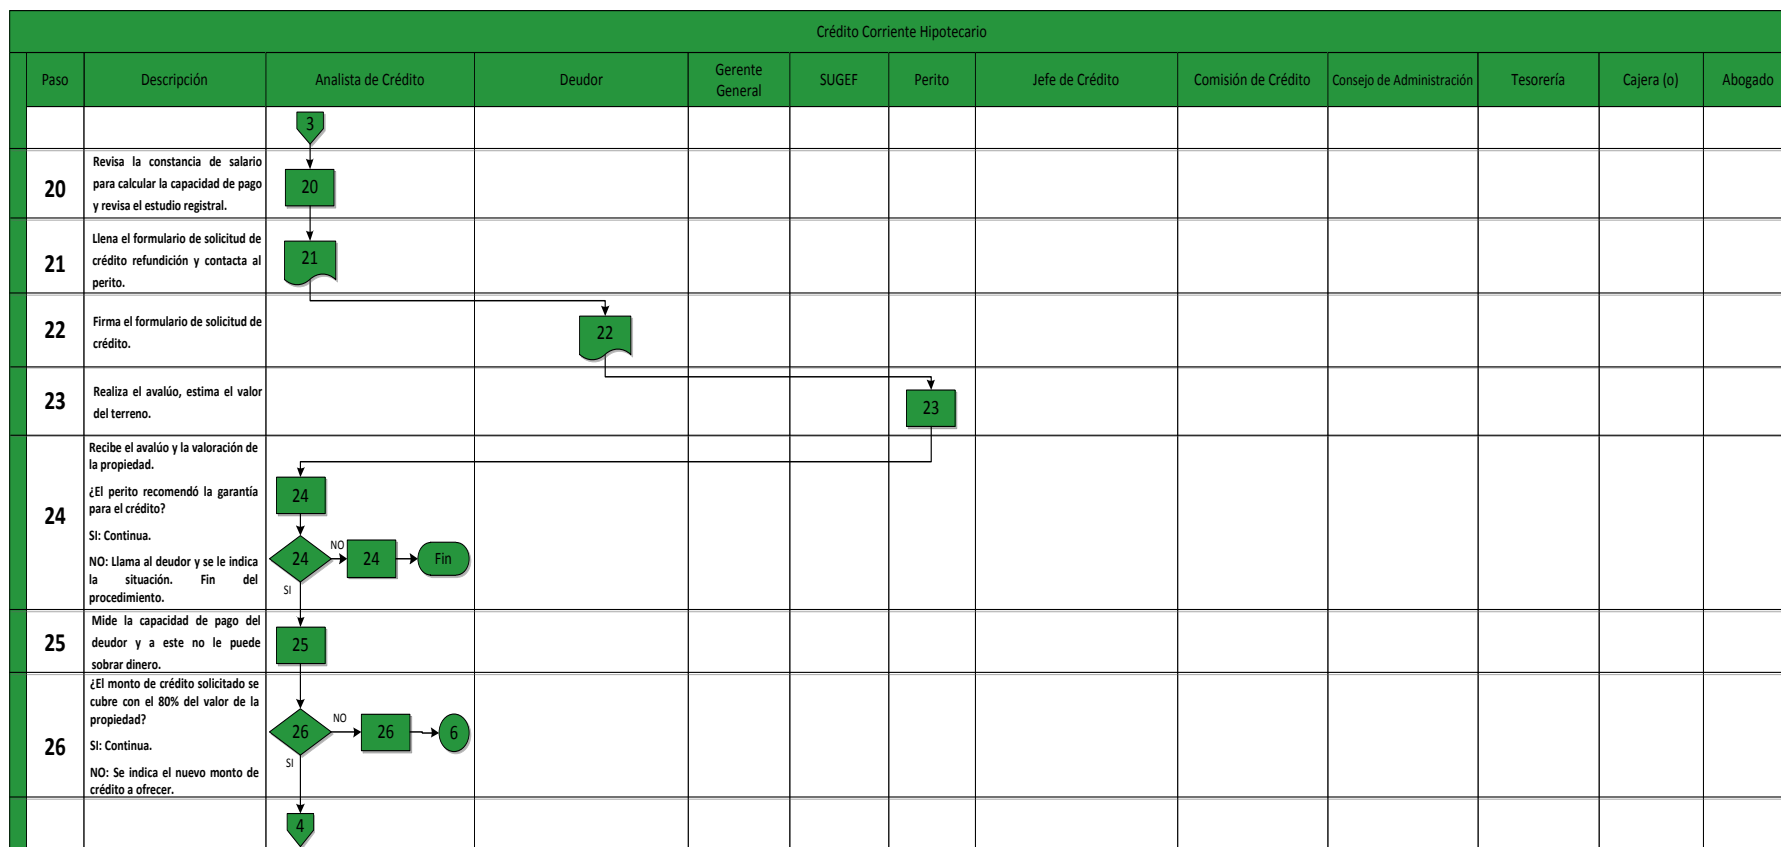 Crédito Corriente Hipotecario
Paso
Descripción
Analista de Crédito
Deudor
Gerente
General
SUGEF
Perito
Jefe de Crédito
Comisión de Crédito
Consejo de Administración
Tesorería
Cajera (o)
Abogado
3
20
Revisa la constancia de salario
para calcular la capacidad de pago
y revisa el estudio registral.
20
21
Llena el formulario de solicitud de
crédito refundición y contacta al
perito.
21
22
Firma el formulario de solicitud de
crédito.
22
23
Realiza el avalúo, estima el valor
del terreno.
23
24
Recibe el avalúo y la valoración de
la propiedad.
¿El perito recomendó la garantía
para el crédito?
SI: Continua.
NO: Llama al deudor y se le indica
la situación. Fin del
procedimiento.
24
24
NO
24
Fin
SI
25
Mide la capacidad de pago del
deudor y a este no le puede
sobrar dinero.
25
26
¿El monto de crédito solicitado se
cubre con el 80% del valor de la
propiedad?
SI: Continua.
NO: Se indica el nuevo monto de
crédito a ofrecer.
26
NO
26
6
SI
4